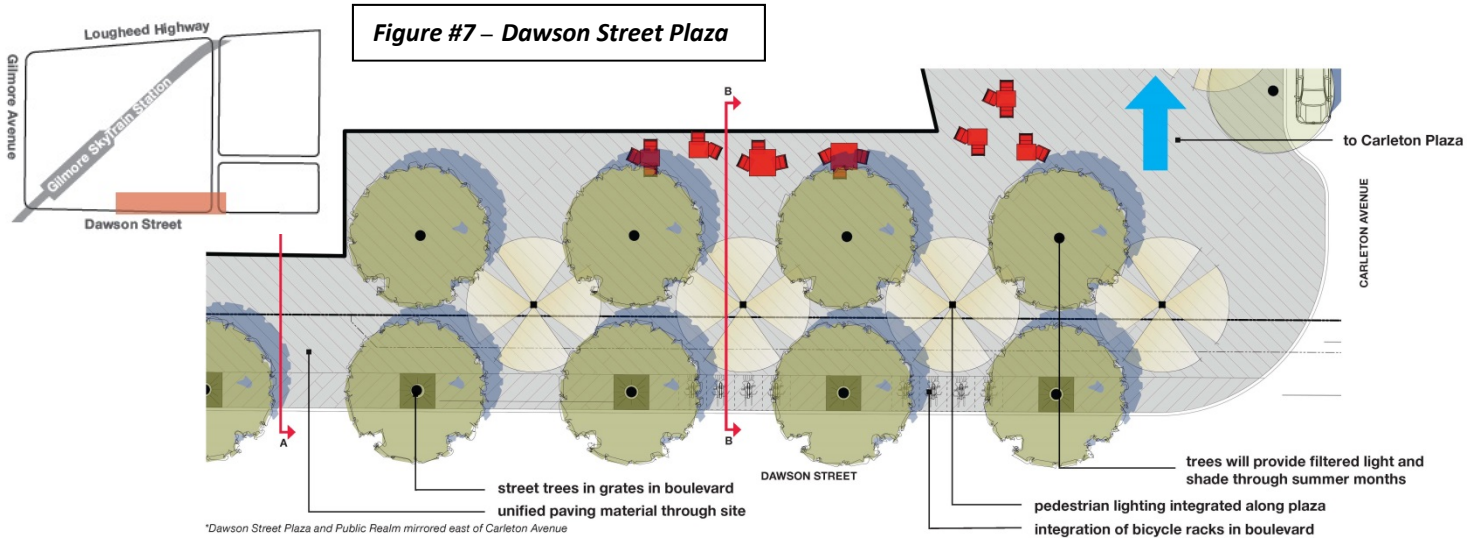 Figure #7 – Dawson Street Plaza
Lougheed Highway
Gilmore Avenue
Gilmore SkyTrain Station
Dawson Street
B
to Carleton Plaza
CARLETON AVENUE
A
B
DAWSON STREET
street trees in grates in boulevard
unified paving material through site
trees will provide filtered light and
shade through summer months
pedestrian lighting integrated along plaza
integration of bicycle racks in boulevard
*Dawson Street Plaza and Public Realm mirrored east of Carleton Avenue